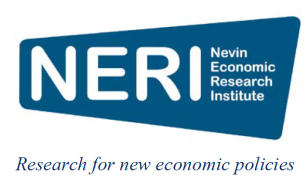 NERI
Nevin
Economic
Research
Institute
Research for new economic policies